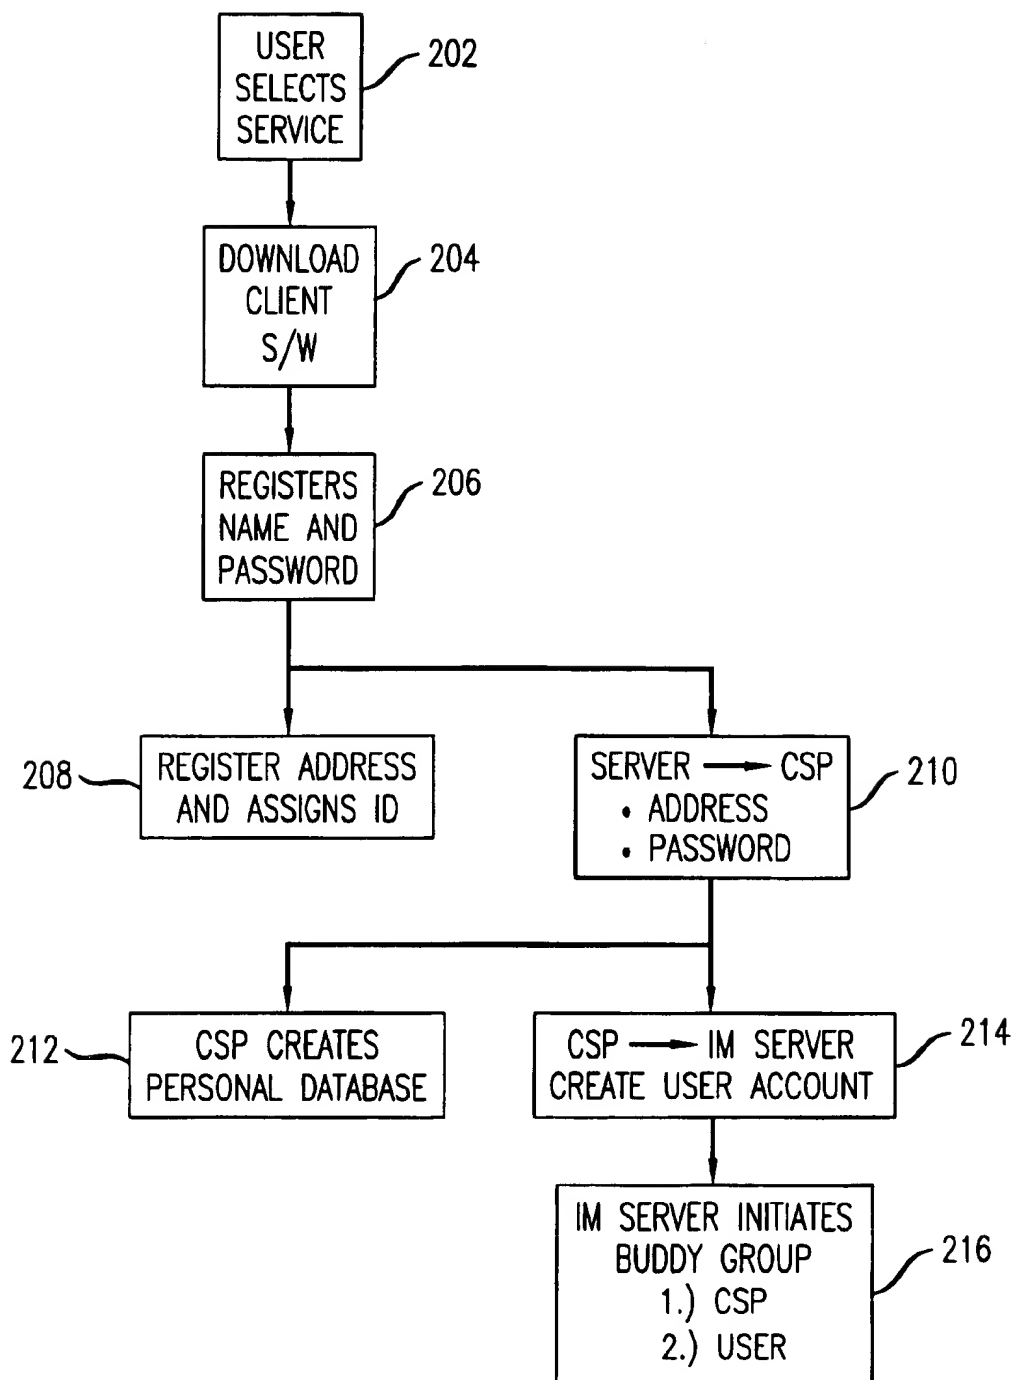 USER
SELECTS
SERVICE
202
DOWNLOAD
CLIENT
S/W
204
REGISTERS
NAME AND
PASSWORD
206
208
REGISTER ADDRESS
AND ASSIGNS ID
SERVER → CSP
• ADDRESS
• PASSWORD
210
212
CSP CREATES
PERSONAL DATABASE
CSP → IM SERVER
CREATE USER ACCOUNT
214
IM SERVER INITIATES
BUDDY GROUP
1.) CSP
2.) USER
216